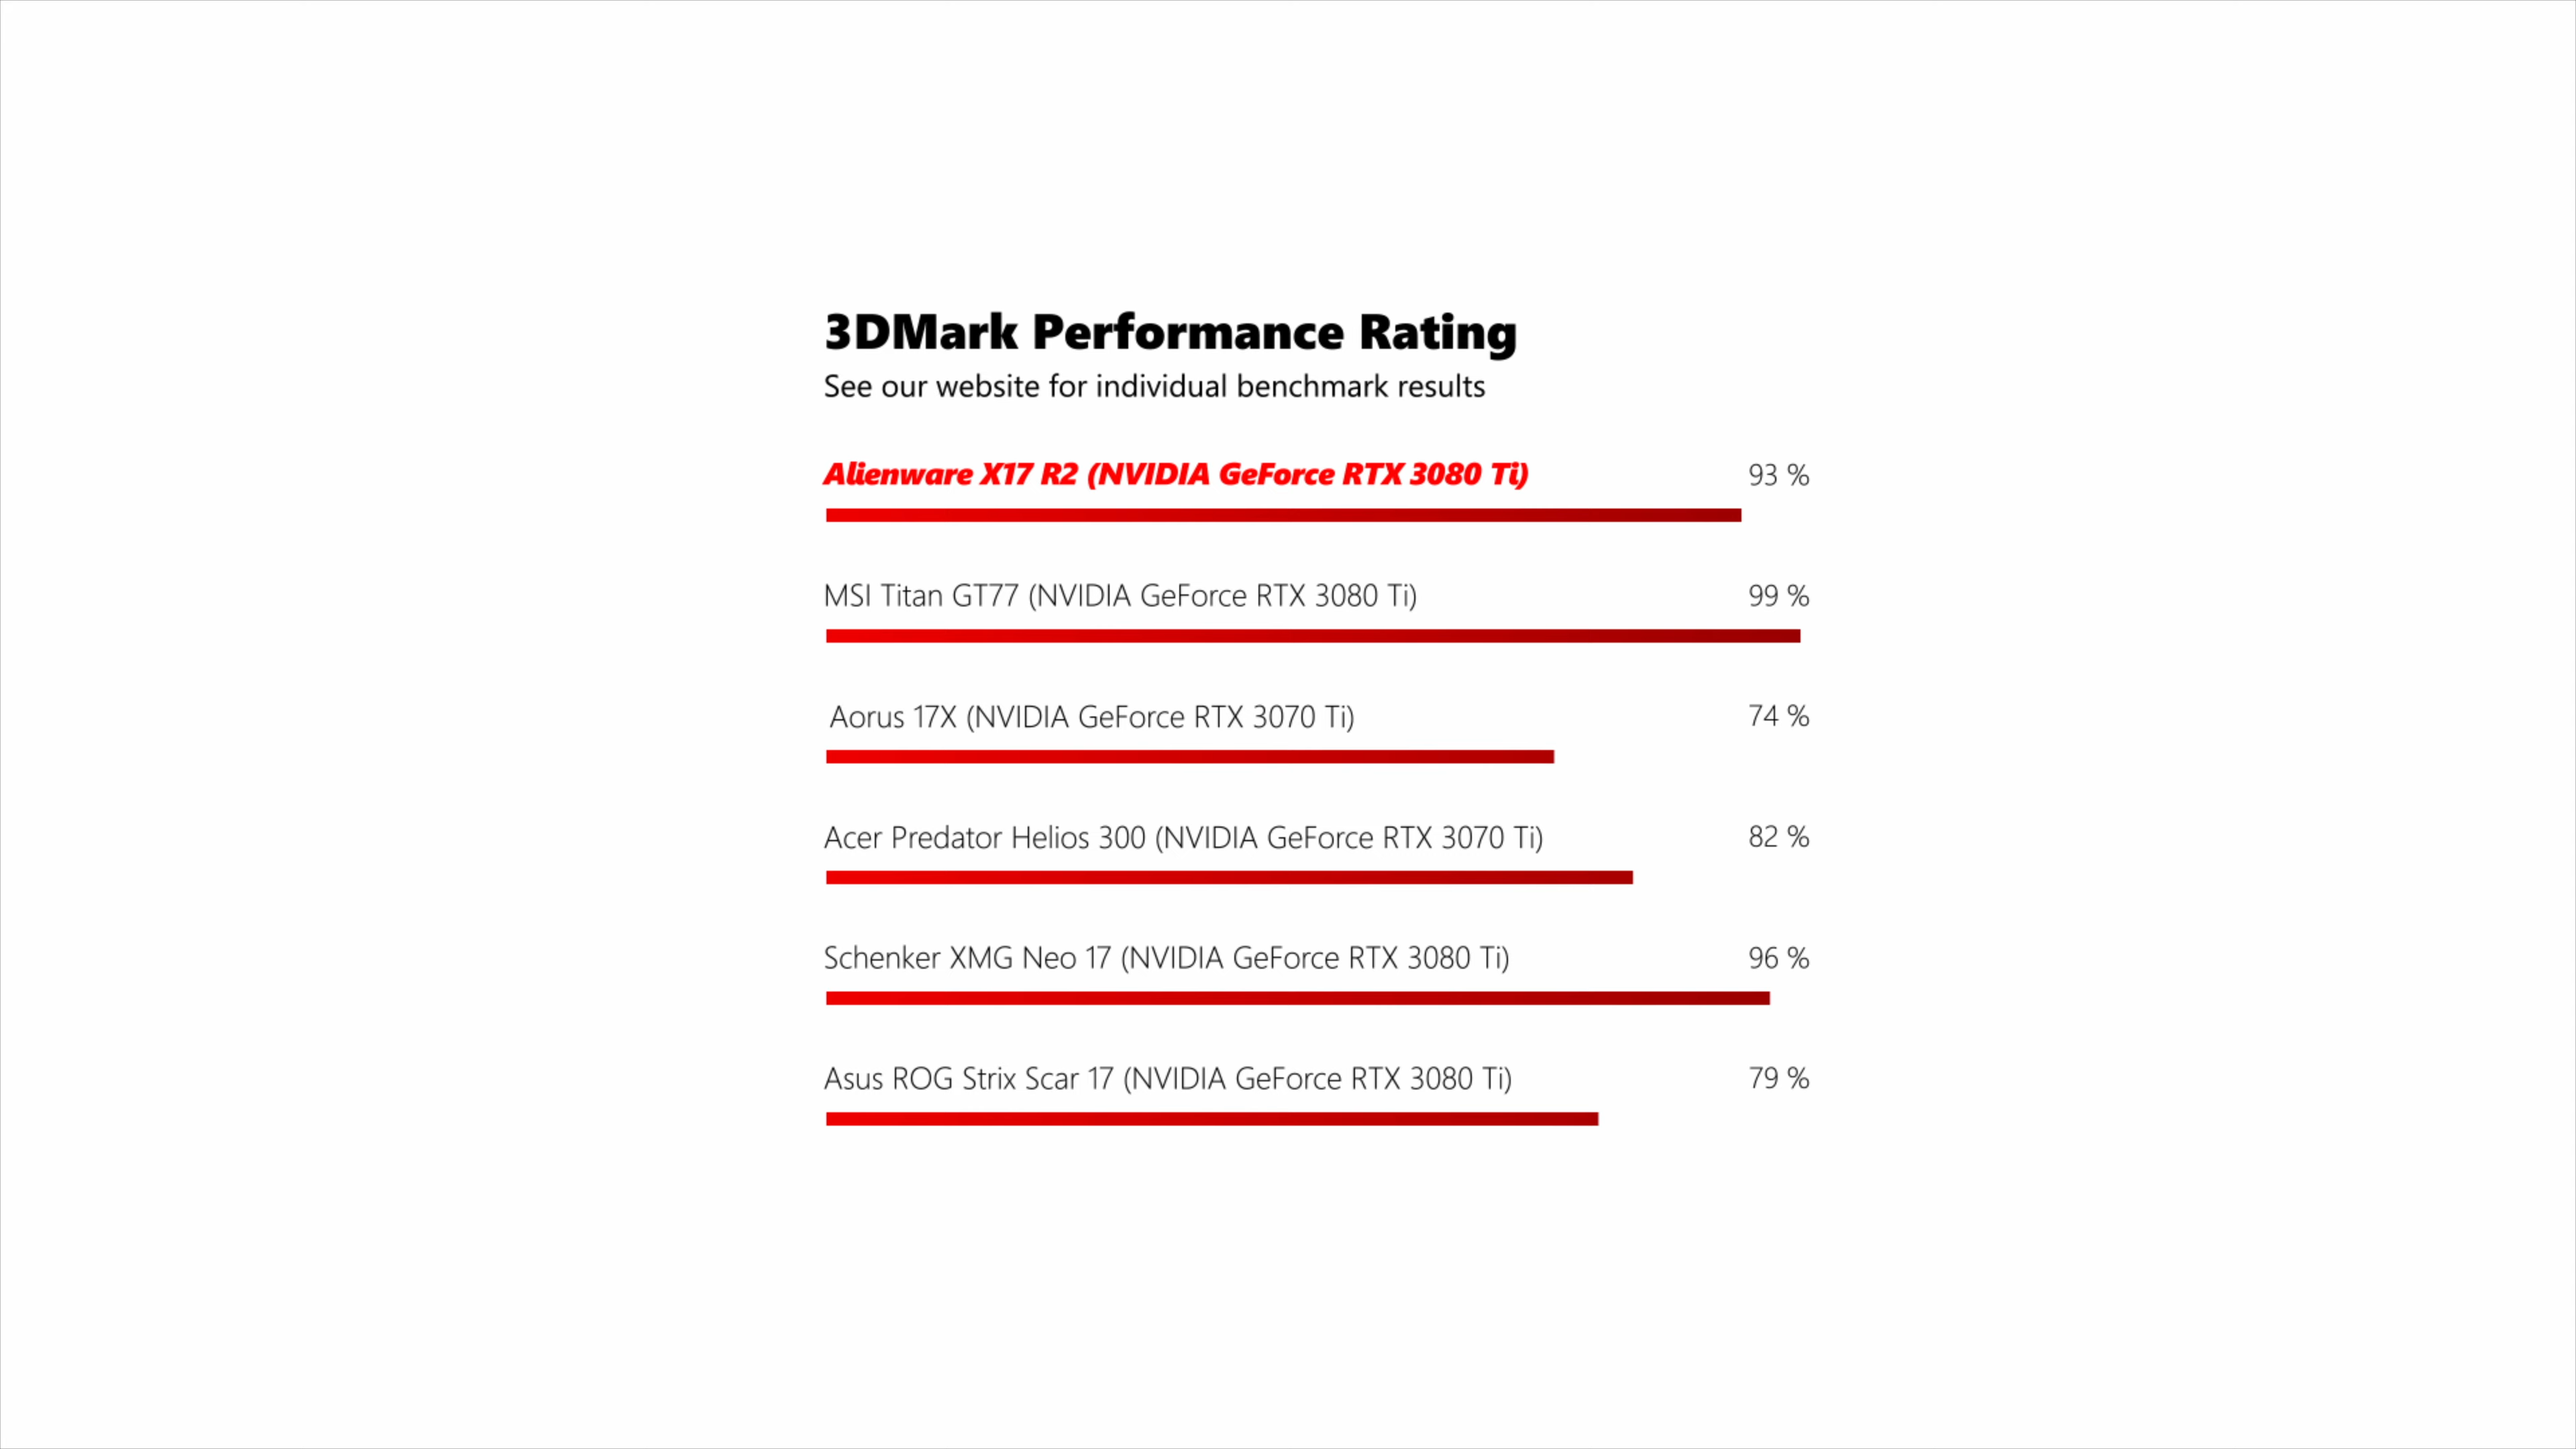 3DMark Performance Rating
See our website for individual benchmark results
Alienware X17 R2 (NVIDIA GeForce RTX 3080 Ti) 93 %
MSI Titan GT77 (NVIDIA GeForce RTX 3080 Ti) 99 %
Aorus 17X (NVIDIA GeForce RTX 3070 Ti) 74 %
Acer Predator Helios 300 (NVIDIA GeForce RTX 3070 Ti) 82 %
Schenker XMG Neo 17 (NVIDIA GeForce RTX 3080 Ti) 96 %
Asus ROG Strix Scar 17 (NVIDIA GeForce RTX 3080 Ti) 79 %